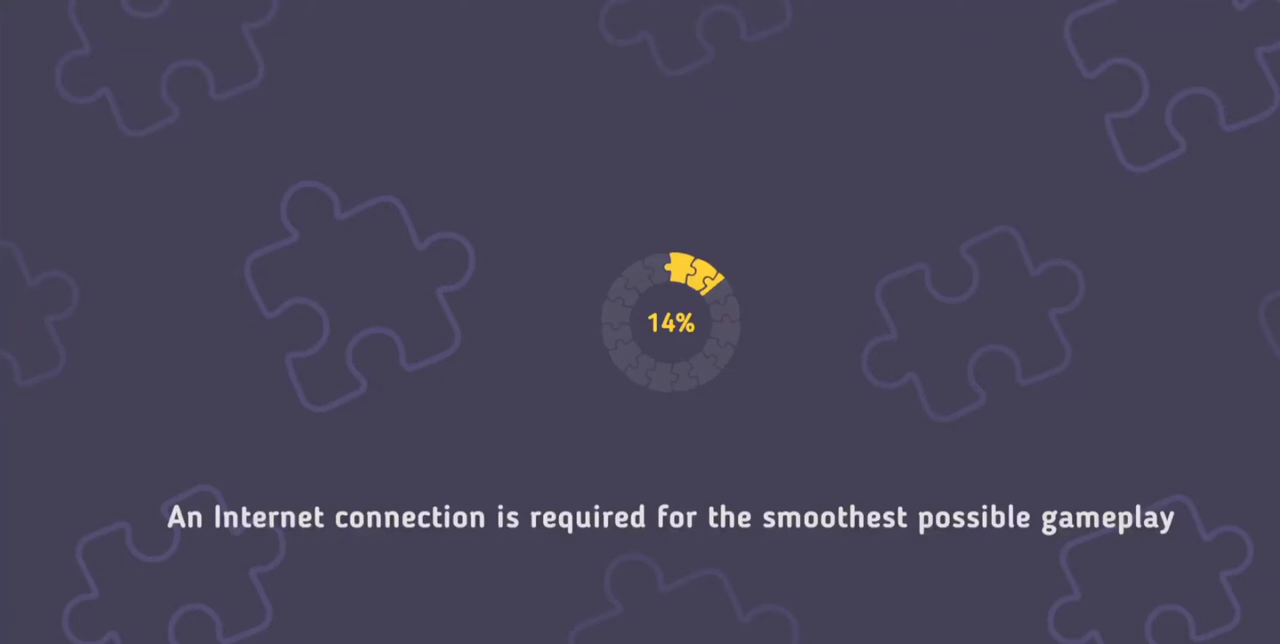 14%
An Internet connection is required for the smoothest possible gameplay